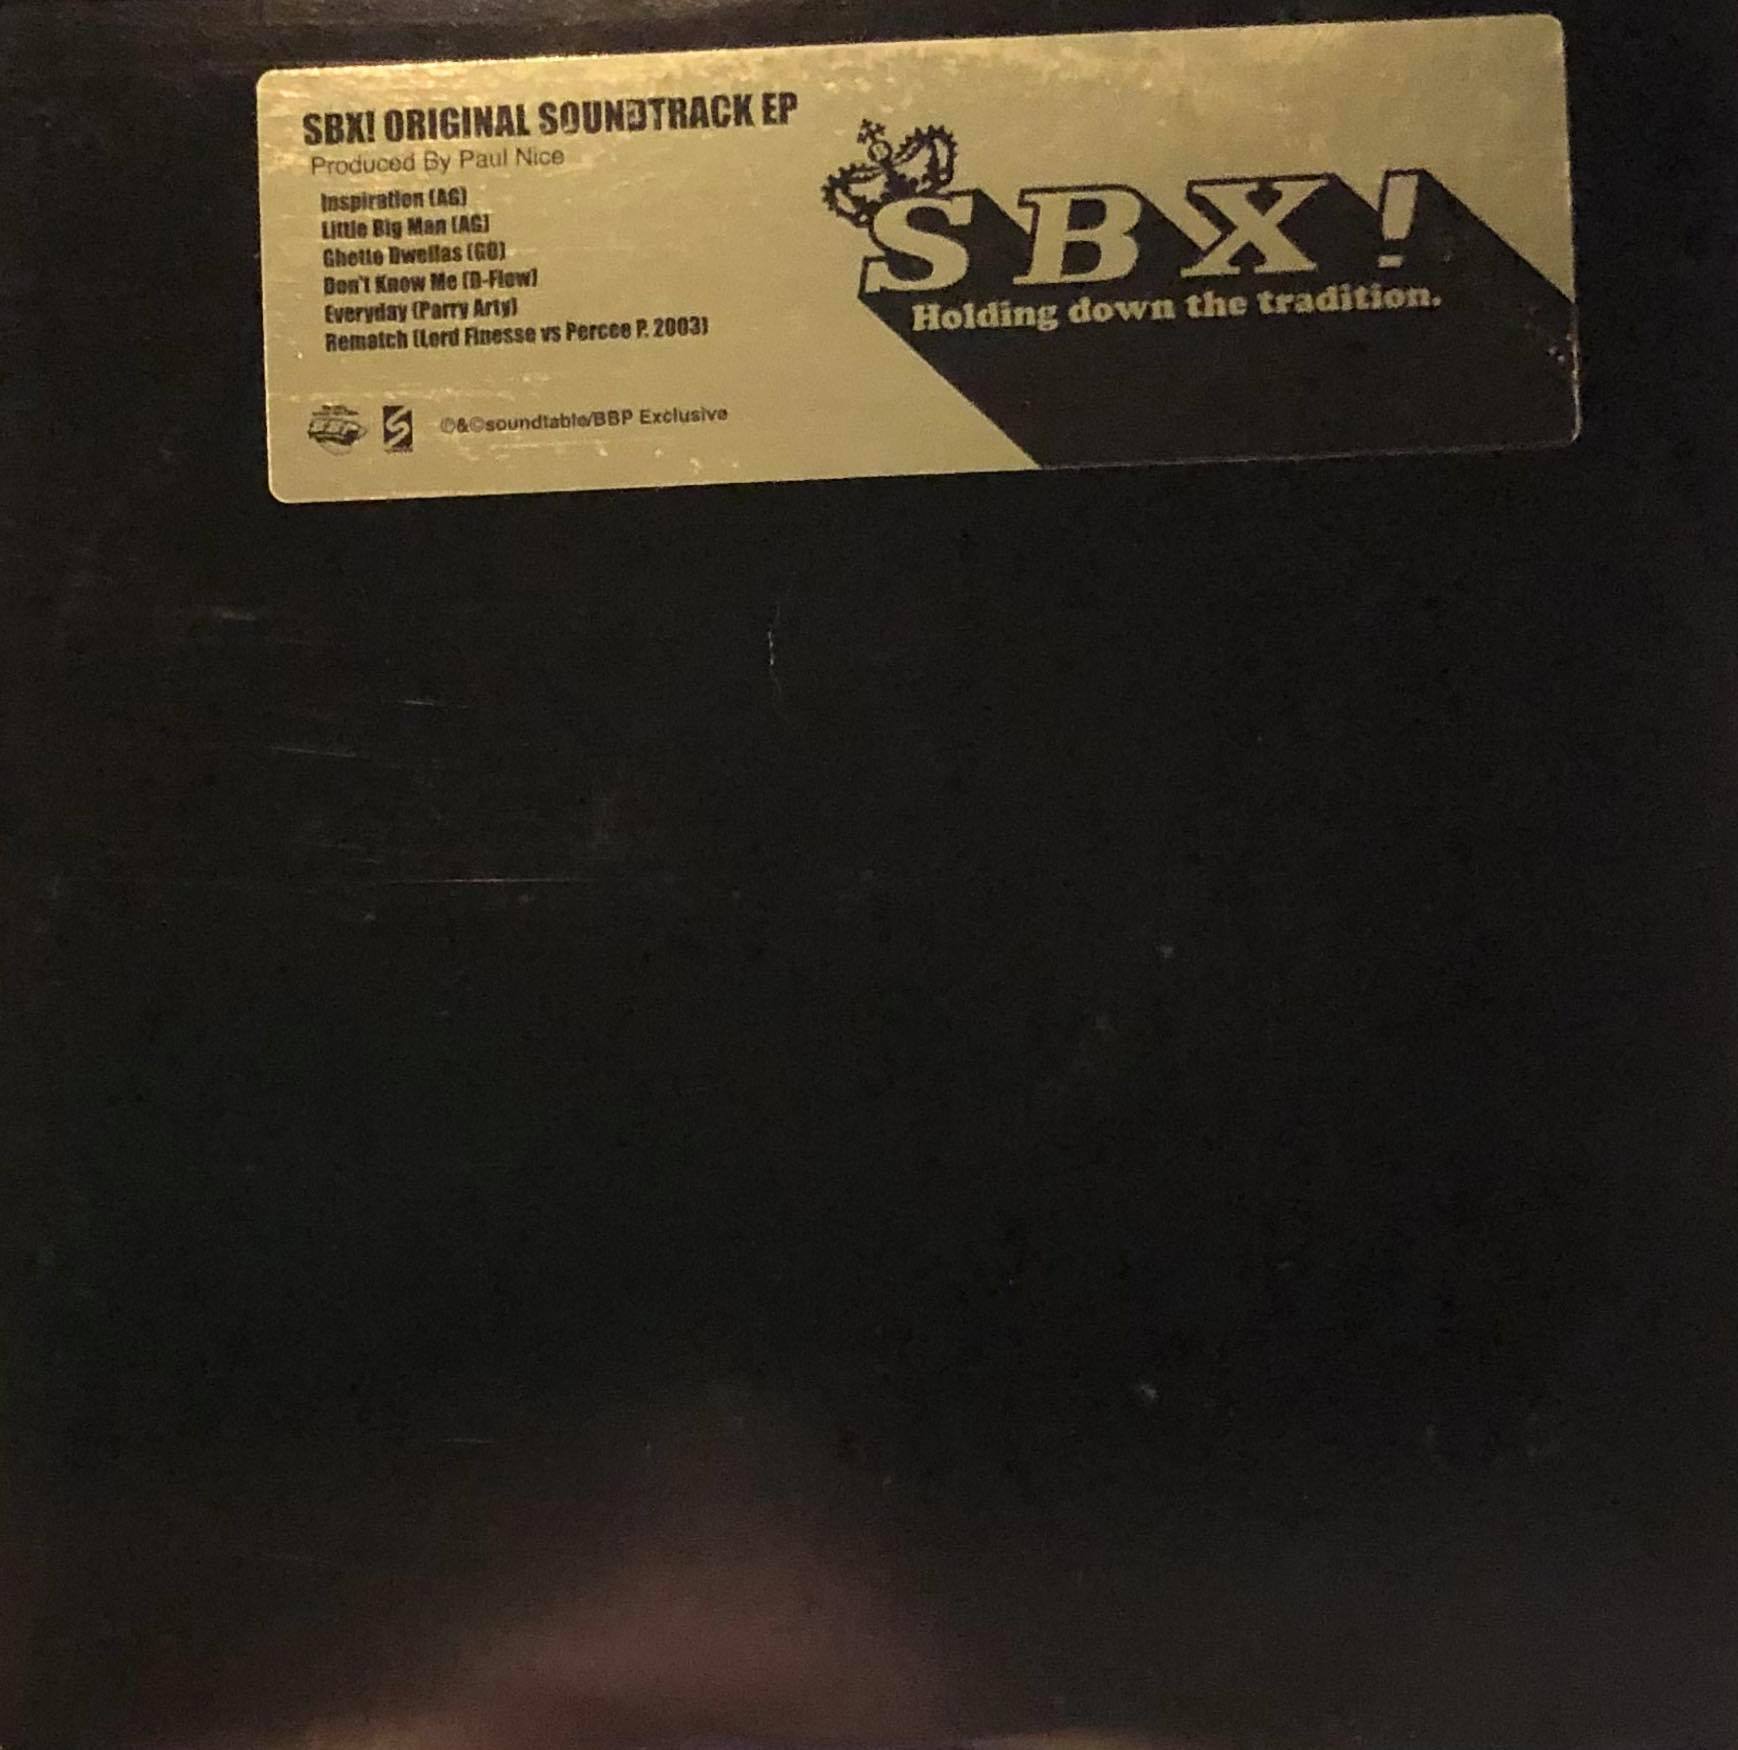 SBX! ORIGINAL SOUNDTRACK EP
Produced By Paul Nice
Inspiration (AG)
Little Big Man (AG)
Ghetto Dwellas (GD)
Don't Know Me (D-Flow)
Everyday (Parry Arty)
Rematch (Lord Finesse vs Percee P. 2003)
℗&©soundtable/BBP Exclusive
SBX!
Holding down the tradition.